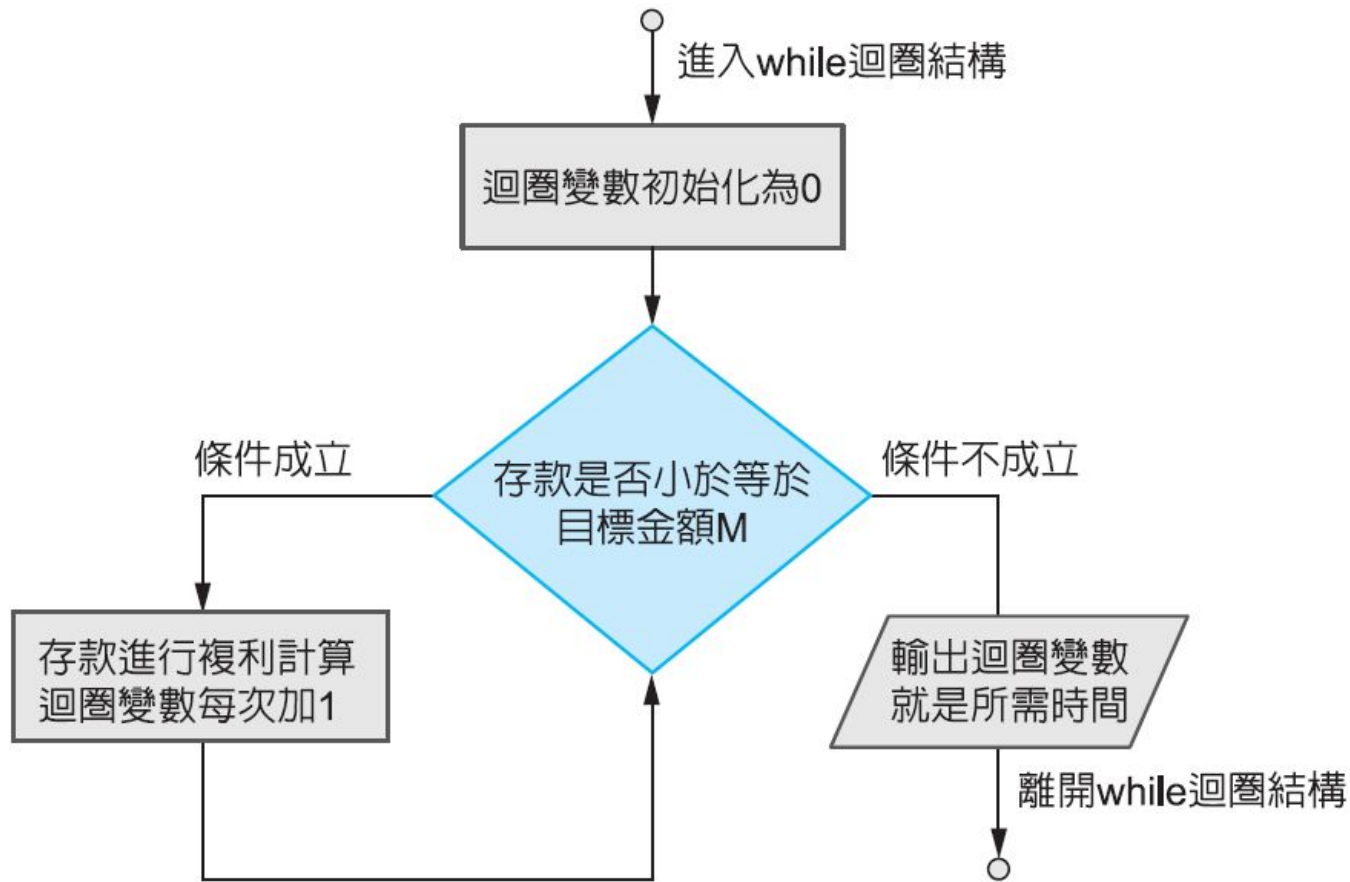 進入while迴圈結構
迴圈變數初始化為0
存款是否小於等於
目標金額M
條件成立
條件不成立
存款進行複利計算
迴圈變數每次加1
輸出迴圈變數
就是所需時間
離開while迴圈結構